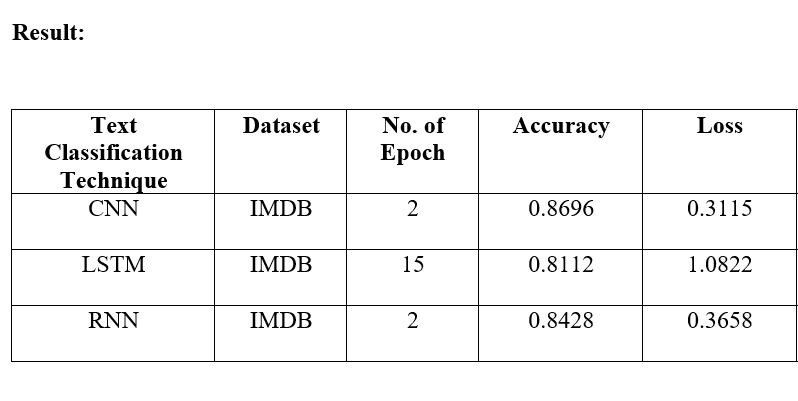 Result:
Text Classification Technique Dataset No. of Epoch Accuracy Loss
CNN IMDB 2 0.8696 0.3115
LSTM IMDB 15 0.8112 1.0822
RNN IMDB 2 0.8428 0.3658